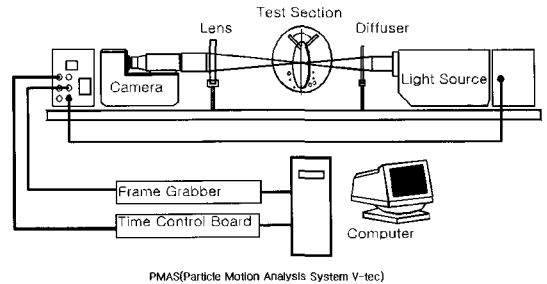 Test Section
Lens
Diffuser
Camera
Light Source
Frame Grabber
Time Control Board
Computer
PMAS(Particle Motion Analysis System V-tec)